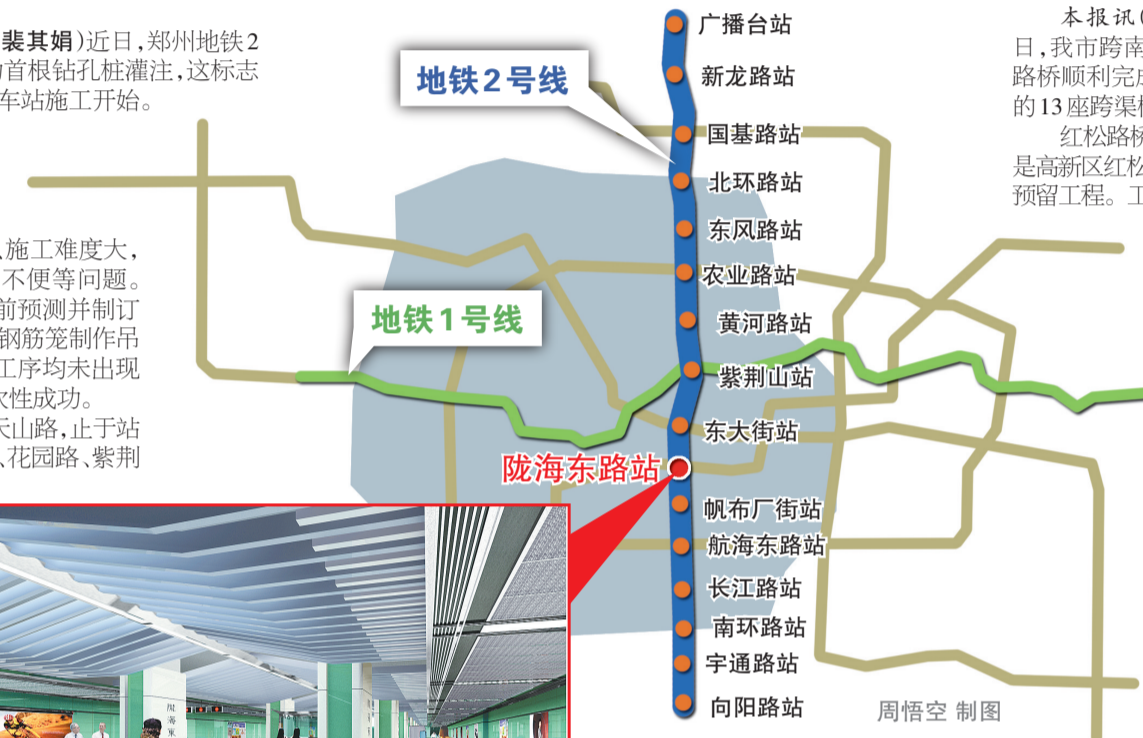 裴其娟)近日,郑州地铁2
首根钻孔桩灌注,这标志
车站施工开始。
施工难度大,
不便等问题。
前预测并制订
钢筋笼制作吊
工序均未出现
次性成功。
天山路,止于站
、花园路、紫荆
地铁2号线
地铁1号线
广播台站
新龙路站
国基路站
北环路站
东风路站
农业路站
黄河路站
紫荆山站
东大街站
陇海东路站
帆布厂街站
航海东路站
长江路站
南环路站
宇通路站
向阳路站
周悟空 制图
本报讯(
日,我市跨南
路桥顺利完成
的13座跨渠桥
红松路桥
是高新区红松
预留工程。工